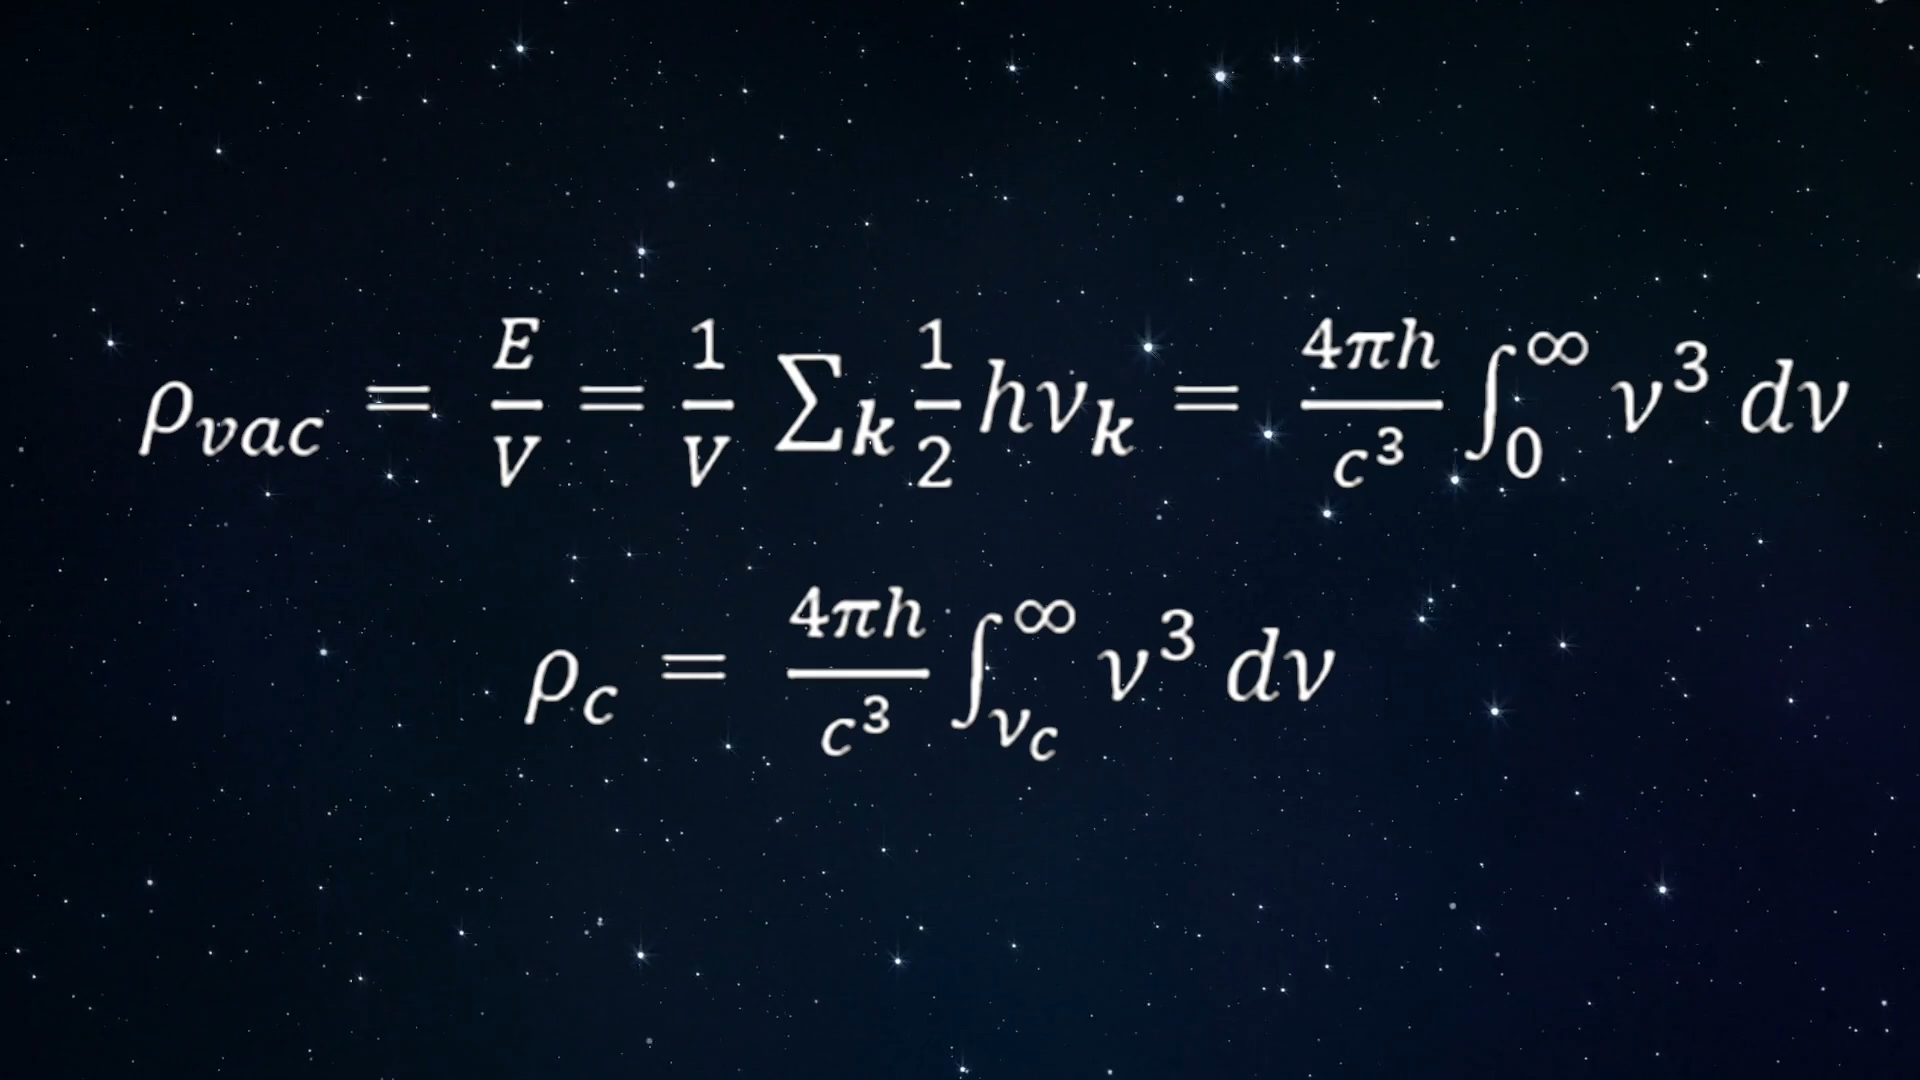 ρ_vac = E/V = 1/V ∑_k 1/2 hν_k = 4πh/c³ ∫_0^∞ ν³ dν
ρ_c = 4πh/c³ ∫_{ν_c}^∞ ν³ dν